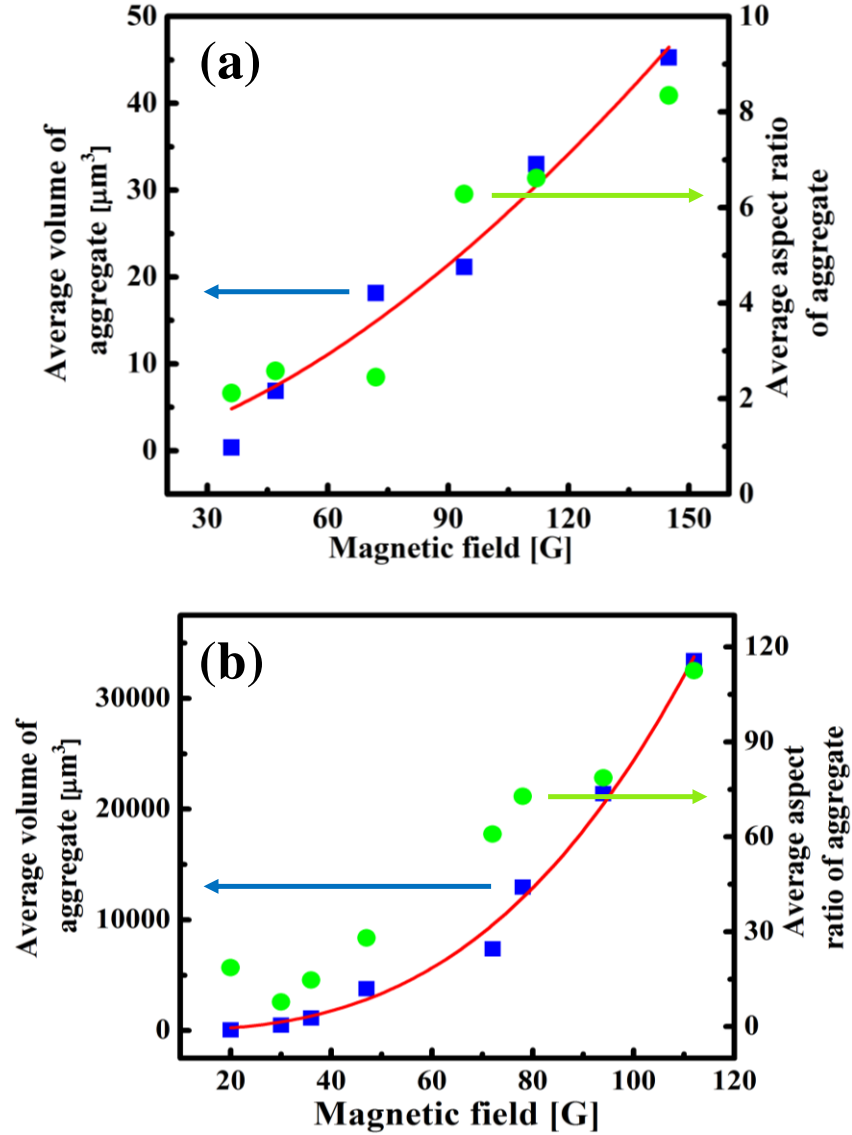 (a)
Average volume of
aggregate [μm³]
50
40
30
20
10
0
10
8
6
4
2
0
Average aspect ratio
of aggregate
30 60 90 120 150
Magnetic field [G]
(b)
Average volume of
aggregate [μm³]
30000
20000
10000
0
120
90
60
30
0
Average aspect
ratio of aggregate
20 40 60 80 100 120
Magnetic field [G]